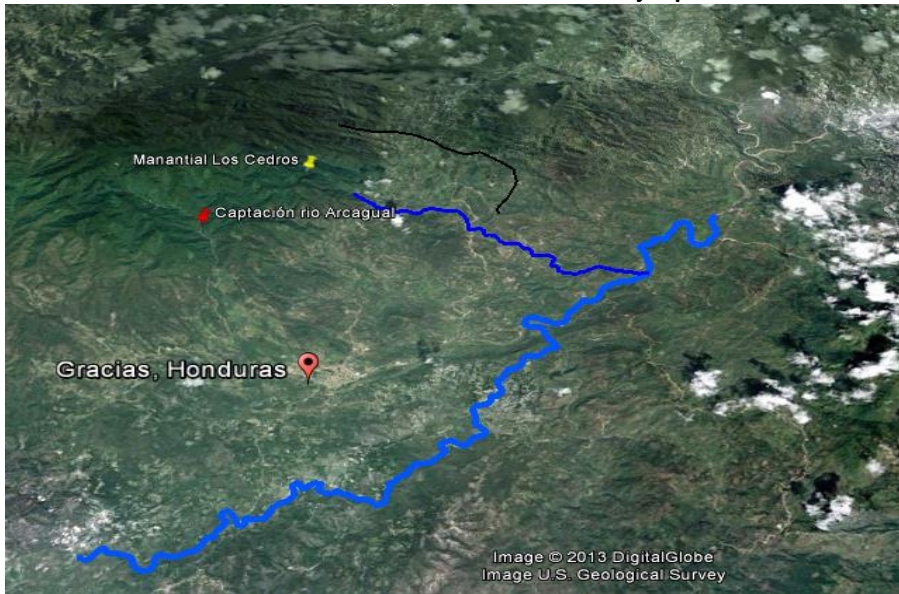 Manantial Los Cedros
Captación rio Arcagual
Gracias, Honduras
Image © 2013 DigitalGlobe
Image U.S. Geological Survey